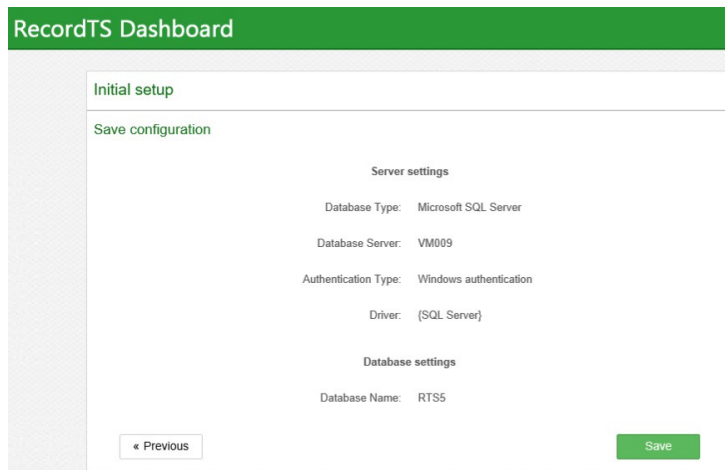 RecordTS Dashboard
Initial setup
Save configuration
Server settings
Database Type: Microsoft SQL Server
Database Server: VM009
Authentication Type: Windows authentication
Driver: {SQL Server}
Database settings
Database Name: RTS5
« Previous Save